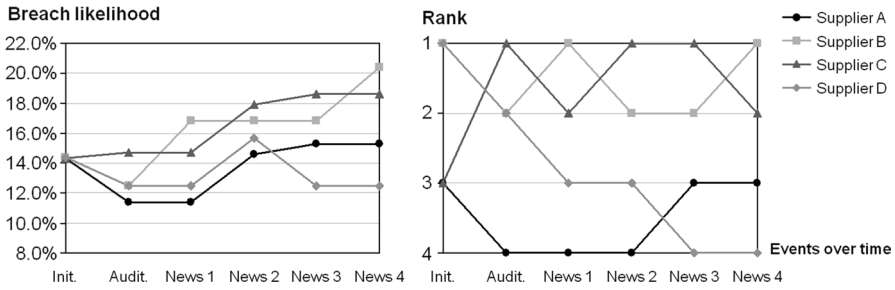 Breach likelihood
22.0%
20.0%
18.0%
16.0%
14.0%
12.0%
10.0%
8.0%
Init. Audit. News 1 News 2 News 3 News 4
Rank
1
2
3
4
Init. Audit. News 1 News 2 News 3 News 4
Events over time
Supplier A
Supplier B
Supplier C
Supplier D